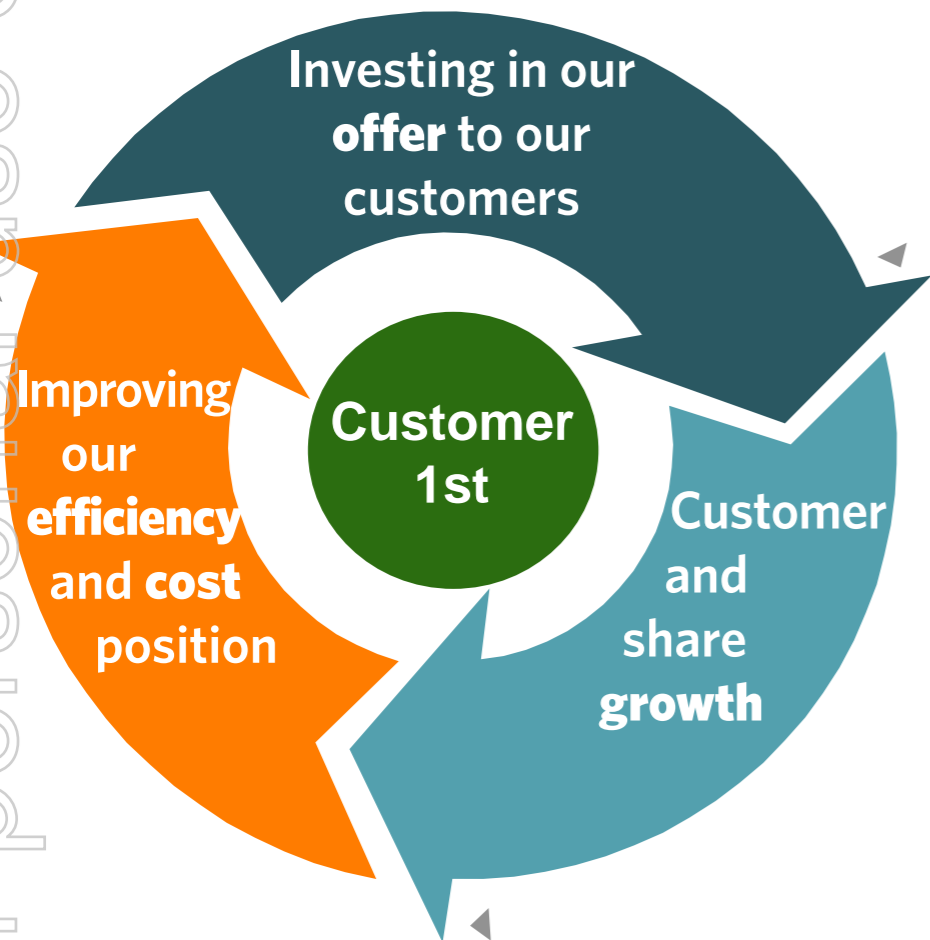 Investing in our
offer to our
customers
Customer
1st
Improving
our
efficiency
and cost
position
Customer
and
share
growth